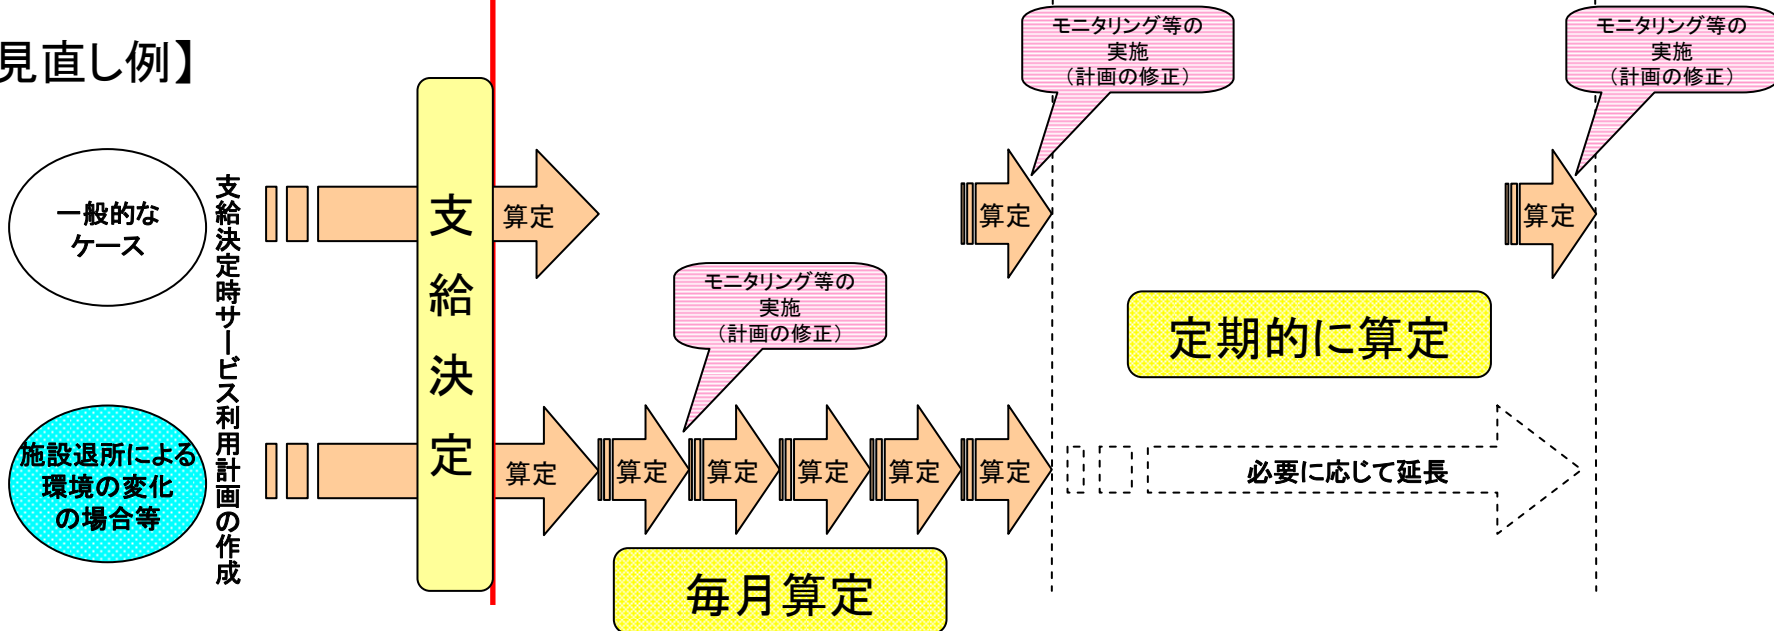 見直し例】
モニタリング等の
実施
（計画の修正）
モニタリング等の
実施
（計画の修正）
一般的な
ケース
支給決定時サービス利用計画の作成
支給決定
算定
算定
算定
モニタリング等の
実施
（計画の修正）
定期的に算定
施設退所による
環境の変化
の場合等
算定
算定
算定
算定
算定
算定
必要に応じて延長
毎月算定